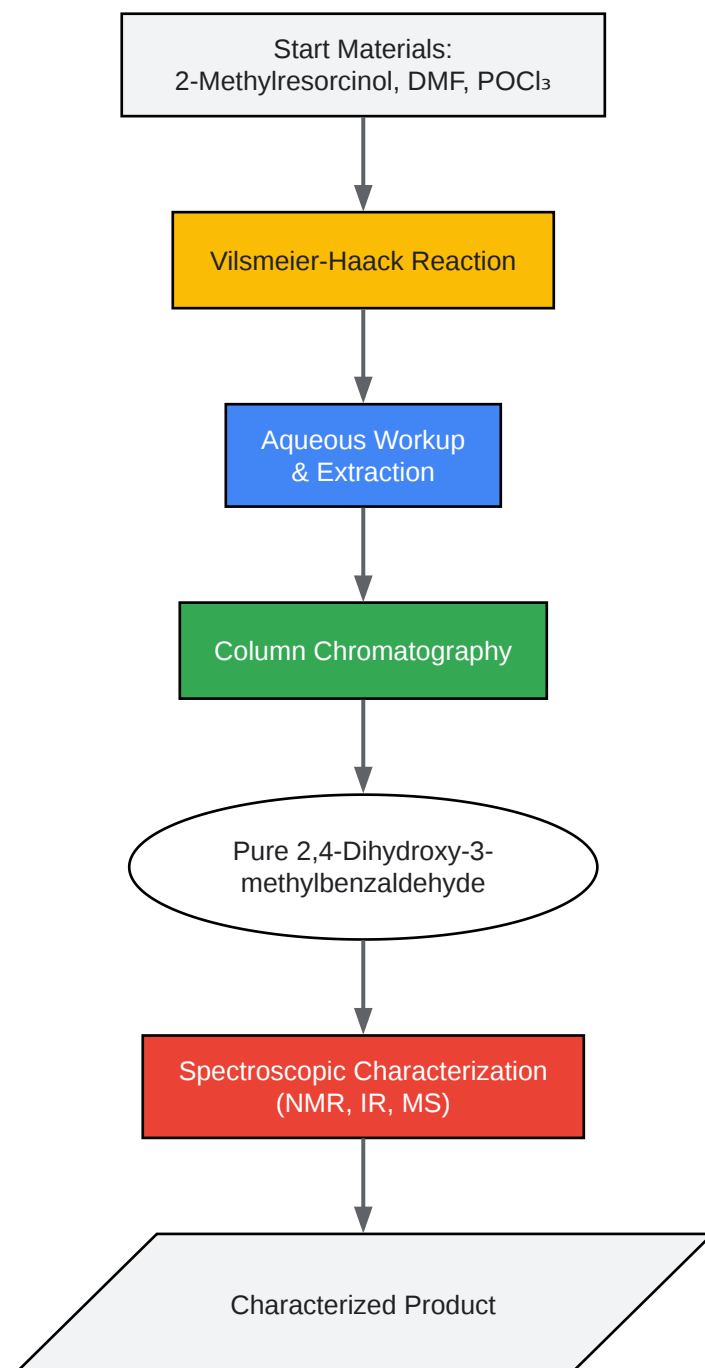 Start Materials:
2-Methylresorcinol, DMF, POCl₃
Vilsmeier-Haack Reaction
Aqueous Workup
& Extraction
Column Chromatography
Pure 2,4-Dihydroxy-3-
methylbenzaldehyde
Spectroscopic Characterization
(NMR, IR, MS)
Characterized Product